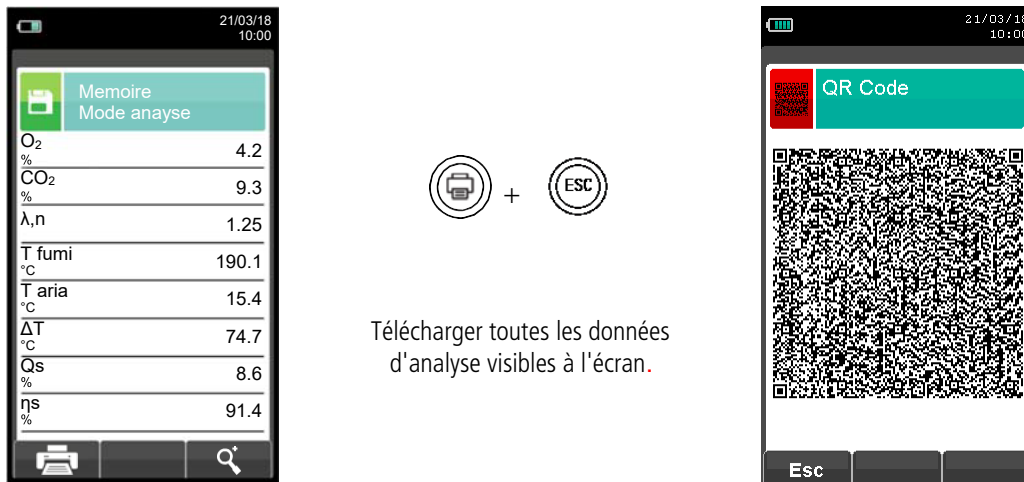 21/03/18
10:00
Memoire
Mode anayse
O₂
%
4.2
CO₂
%
9.3
λ,n
1.25
T fumi
°C
190.1
T aria
°C
15.4
ΔT
°C
74.7
Qs
%
8.6
ηs
%
91.4
+
ESC
Télécharger toutes les données
d'analyse visibles à l'écran.
21/03/18
10:00
QR Code
Esc